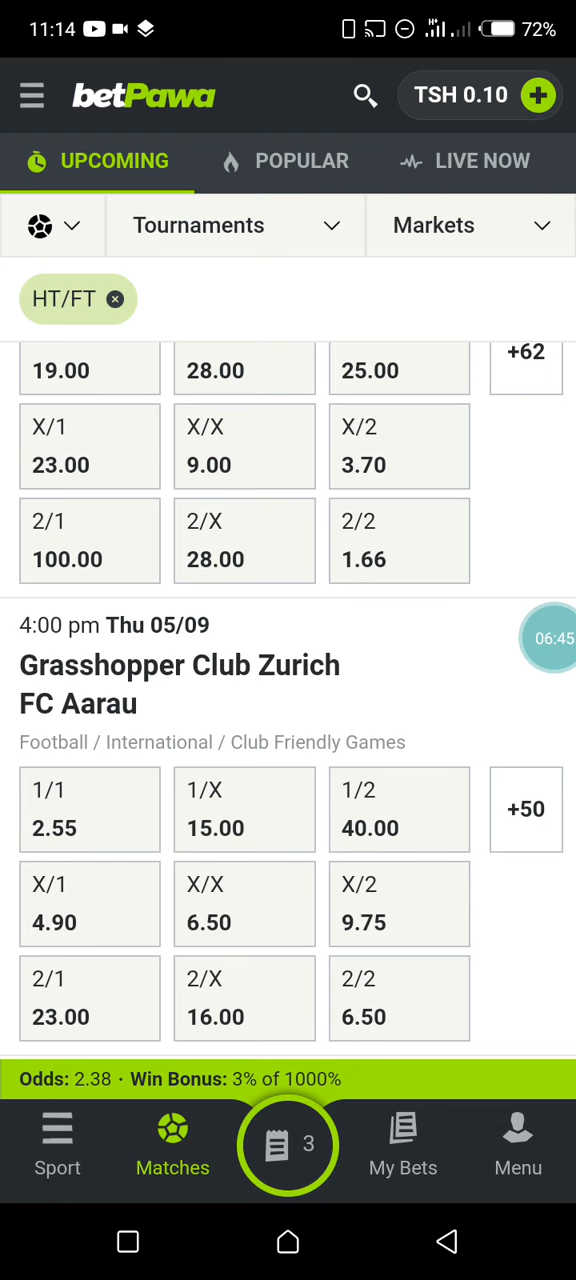 11:14 72%
betPawa TSH 0.10
UPCOMING POPULAR LIVE NOW
Tournaments Markets
HT/FT
19.00 28.00 25.00 +62
X/1 X/X X/2
23.00 9.00 3.70
2/1 2/X 2/2
100.00 28.00 1.66
4:00 pm Thu 05/09
06:45
Grasshopper Club Zurich
FC Aarau
Football / International / Club Friendly Games
1/1 1/X 1/2
2.55 15.00 40.00 +50
X/1 X/X X/2
4.90 6.50 9.75
2/1 2/X 2/2
23.00 16.00 6.50
Odds: 2.38 · Win Bonus: 3% of 1000%
3
Sport Matches My Bets Menu